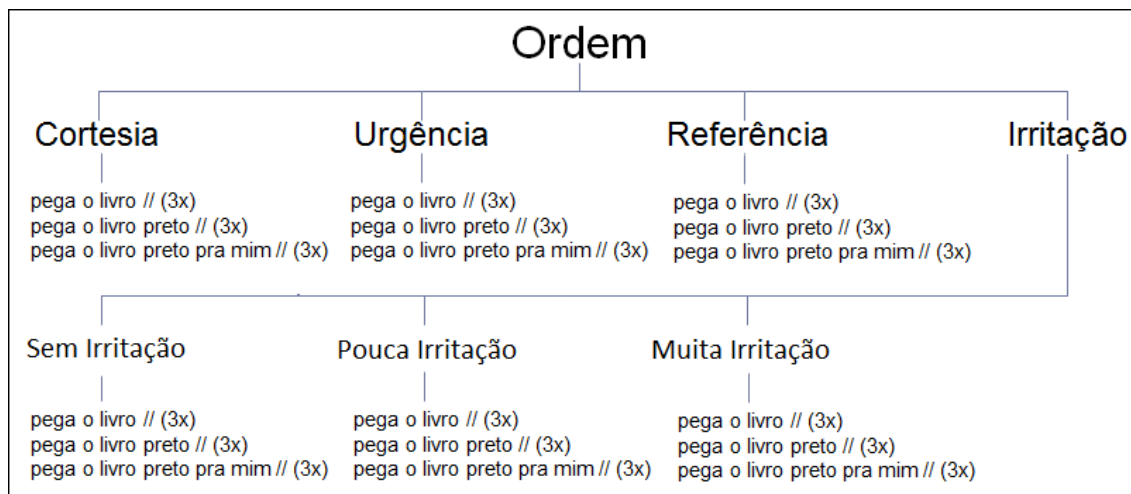 Ordem
Cortesia
Urgência
Referência
Irritação
pega o livro // (3x)
pega o livro preto // (3x)
pega o livro preto pra mim // (3x)
pega o livro // (3x)
pega o livro preto // (3x)
pega o livro preto pra mim // (3x)
pega o livro // (3x)
pega o livro preto // (3x)
pega o livro preto pra mim // (3x)
Sem Irritação
Pouca Irritação
Muita Irritação
pega o livro // (3x)
pega o livro preto // (3x)
pega o livro preto pra mim // (3x)
pega o livro // (3x)
pega o livro preto // (3x)
pega o livro preto pra mim // (3x)
pega o livro // (3x)
pega o livro preto // (3x)
pega o livro preto pra mim // (3x)